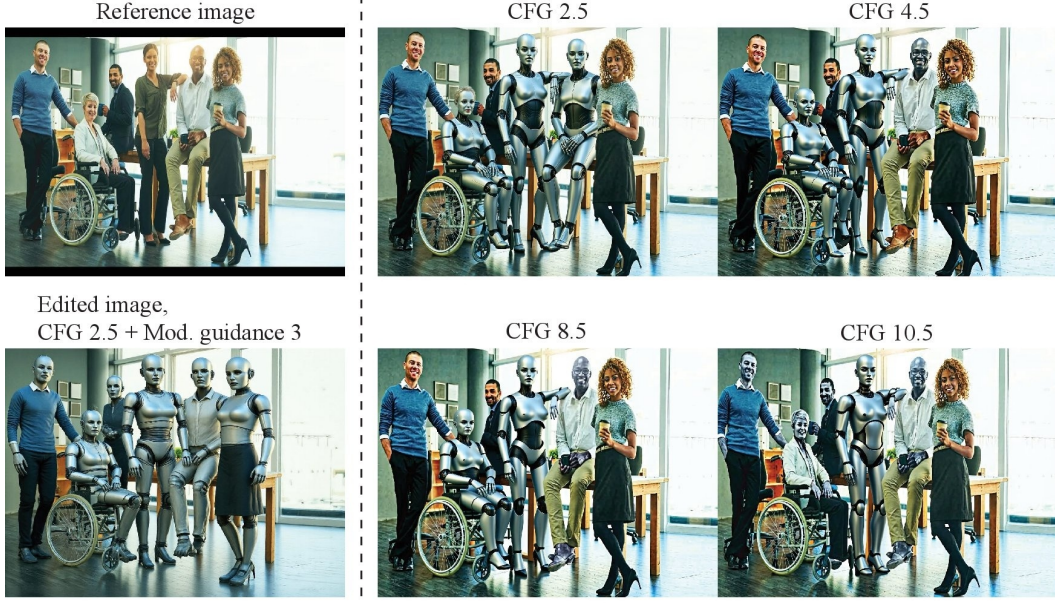 Reference image
CFG 2.5
CFG 4.5
Edited image,
CFG 2.5 + Mod. guidance 3
CFG 8.5
CFG 10.5